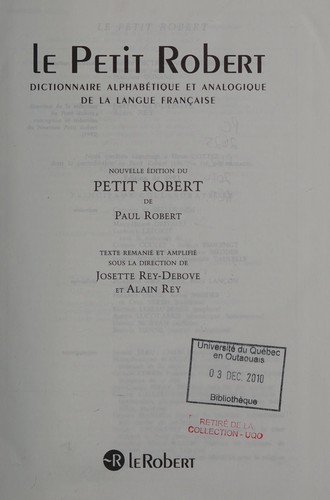 le Petit Robert
DICTIONNAIRE ALPHABÉTIQUE ET ANALOGIQUE
DE LA LANGUE FRANÇAISE
NOUVELLE ÉDITION DU
PETIT ROBERT
DE
PAUL ROBERT
TEXTE REMANIÉ ET AMPLIFIÉ
SOUS LA DIRECTION DE
JOSETTE REY-DEBOVE
ET ALAIN REY
Université du Québec
en Outaouais
03 DEC 2010
Bibliothèque
RETIRÉ DE LA
COLLECTION - UQO
R leRobert